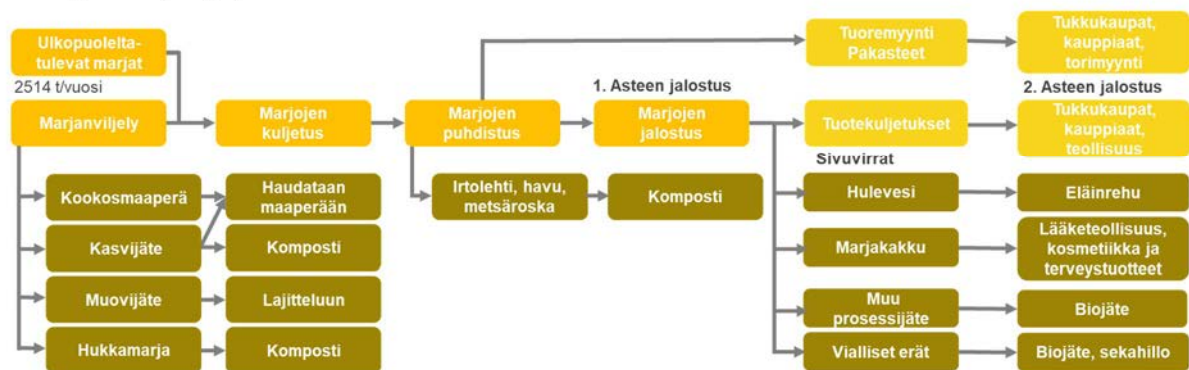 Ulkopuolelta-
tulevat marjat
2514 t/vuosi
Marjanviljely
Marjojen
kuljetus
Marjojen
puhdistus
1. Asteen jalostus
Marjojen
jalostus
Tuoremyynti
Pakasteet
Tukkukaupat,
kauppiaat,
torimyynti
2. Asteen jalostus
Tuotekuljetukset
Tukkukaupat,
kauppiaat,
teollisuus
Kookosmaaperä
Haudataan
maaperään
Kasvijäte
Komposti
Muovijäte
Lajitteluun
Hukkamarja
Komposti
Irtolehti, havu,
metsäroska
Komposti
Sivuvirrat
Hulevesi
Eläinrehu
Marjakakku
Lääketeollisuus,
kosmetiikka ja
terveystuotteet
Muu
prosessijäte
Biojäte
Vialliset erät
Biojäte, sekahillo